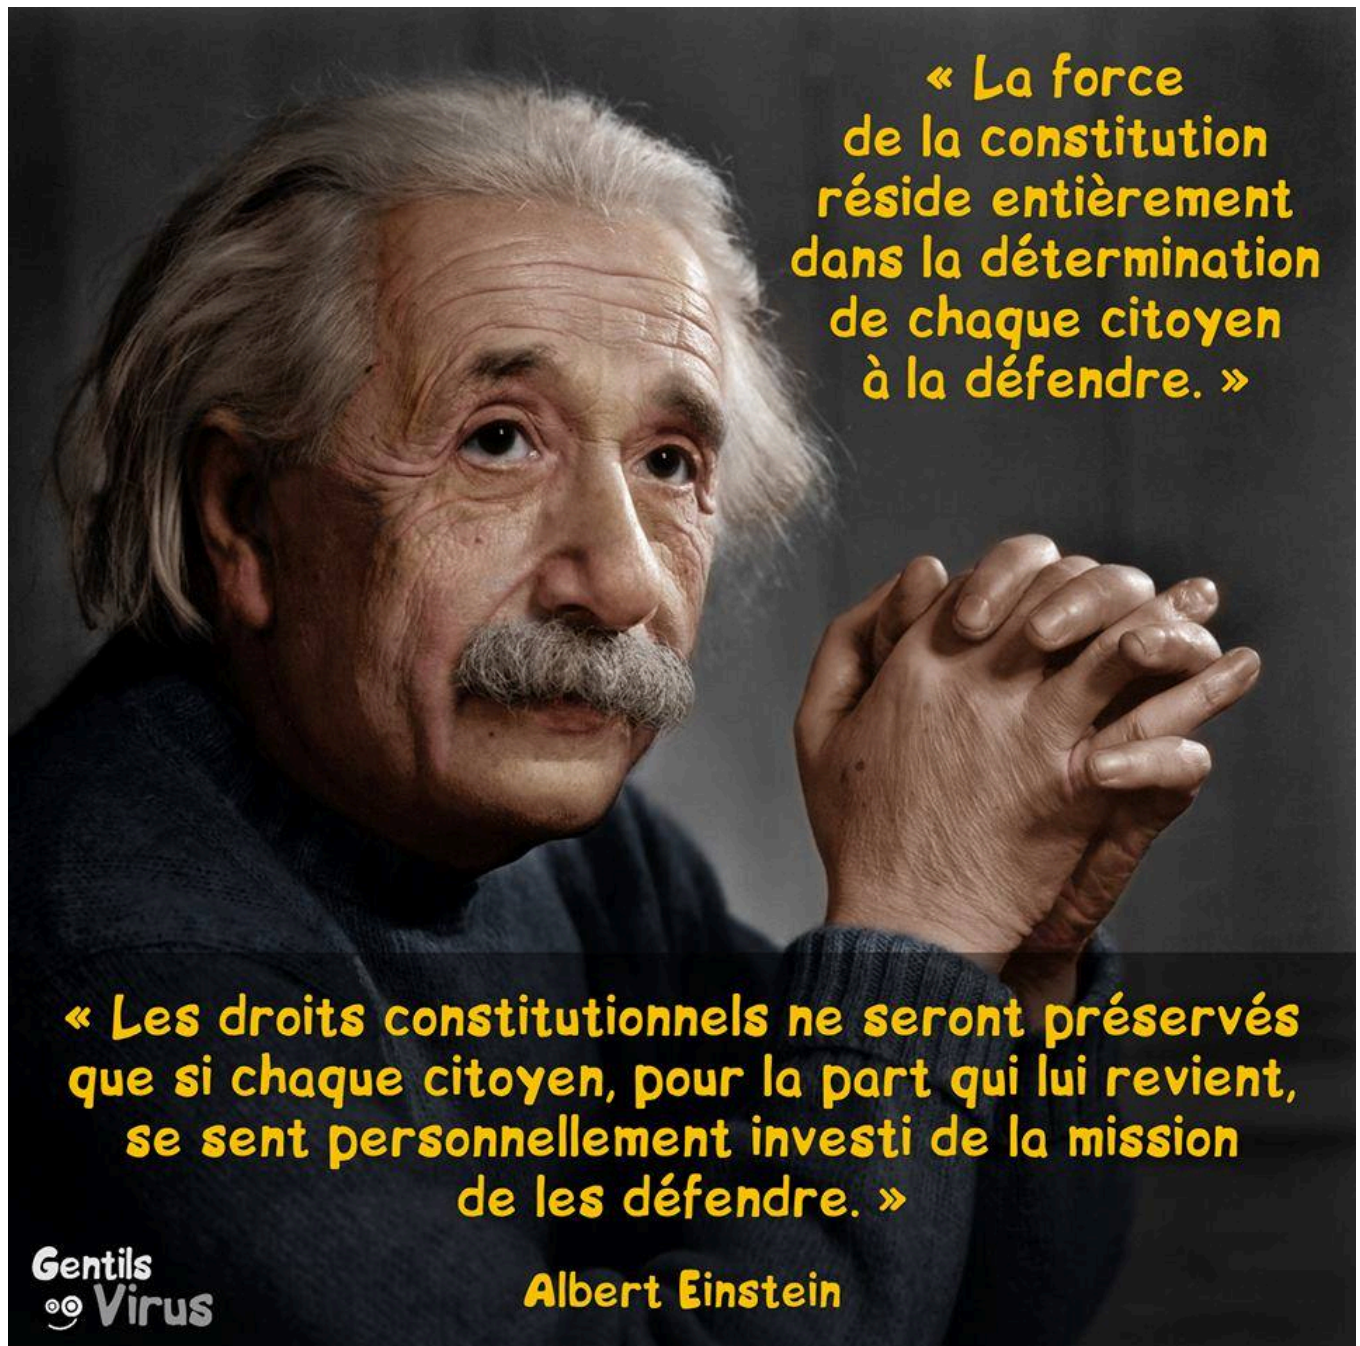 « La force
de la constitution
réside entièrement
dans la détermination
de chaque citoyen
à la défendre. »
« Les droits constitutionnels ne seront préservés
que si chaque citoyen, pour la part qui lui revient,
se sent personnellement investi de la mission
de les défendre. »
Albert Einstein
Gentils
Virus